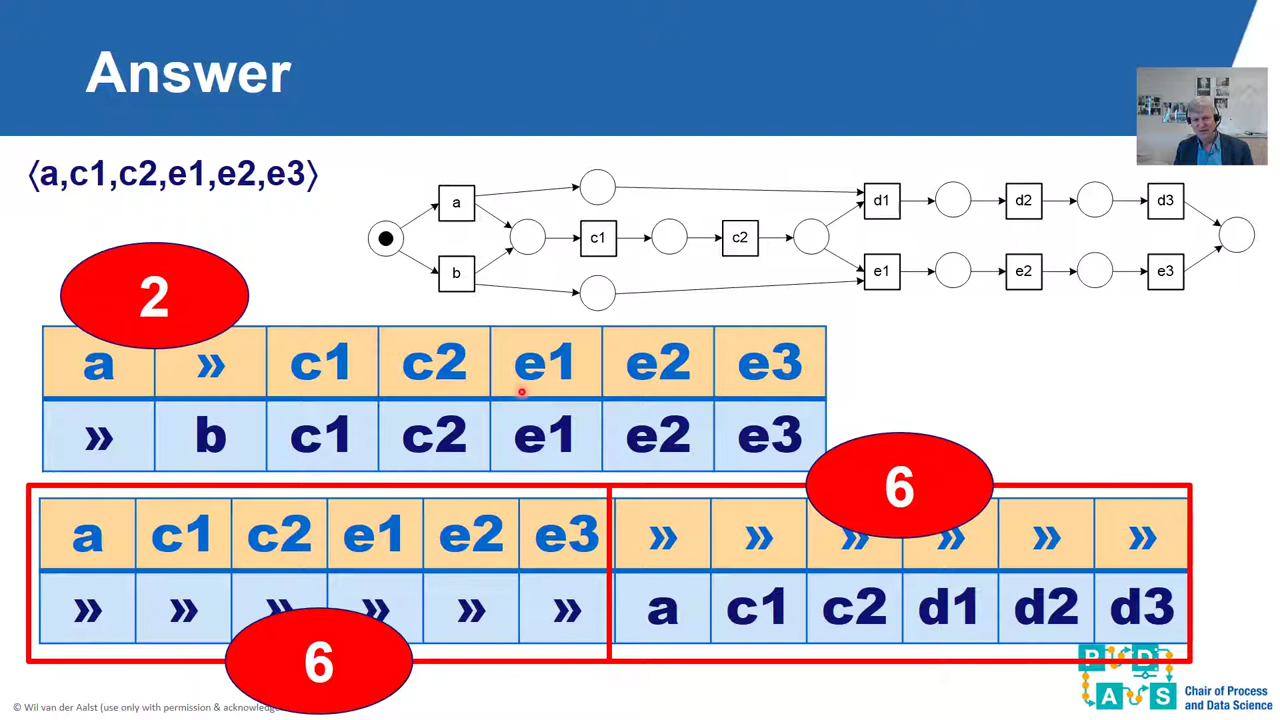 Answer
⟨a,c1,c2,e1,e2,e3⟩
a d1 d2 d3
c1 c2
b e1 e2 e3
2
a » c1 c2 e1 e2 e3
» b c1 c2 e1 e2 e3
6
a c1 c2 e1 e2 e3 » » » » » »
» » » » » » a c1 c2 d1 d2 d3
6
P D
A S
Chair of Process
and Data Science
© Wil van der Aalst (use only with permission &